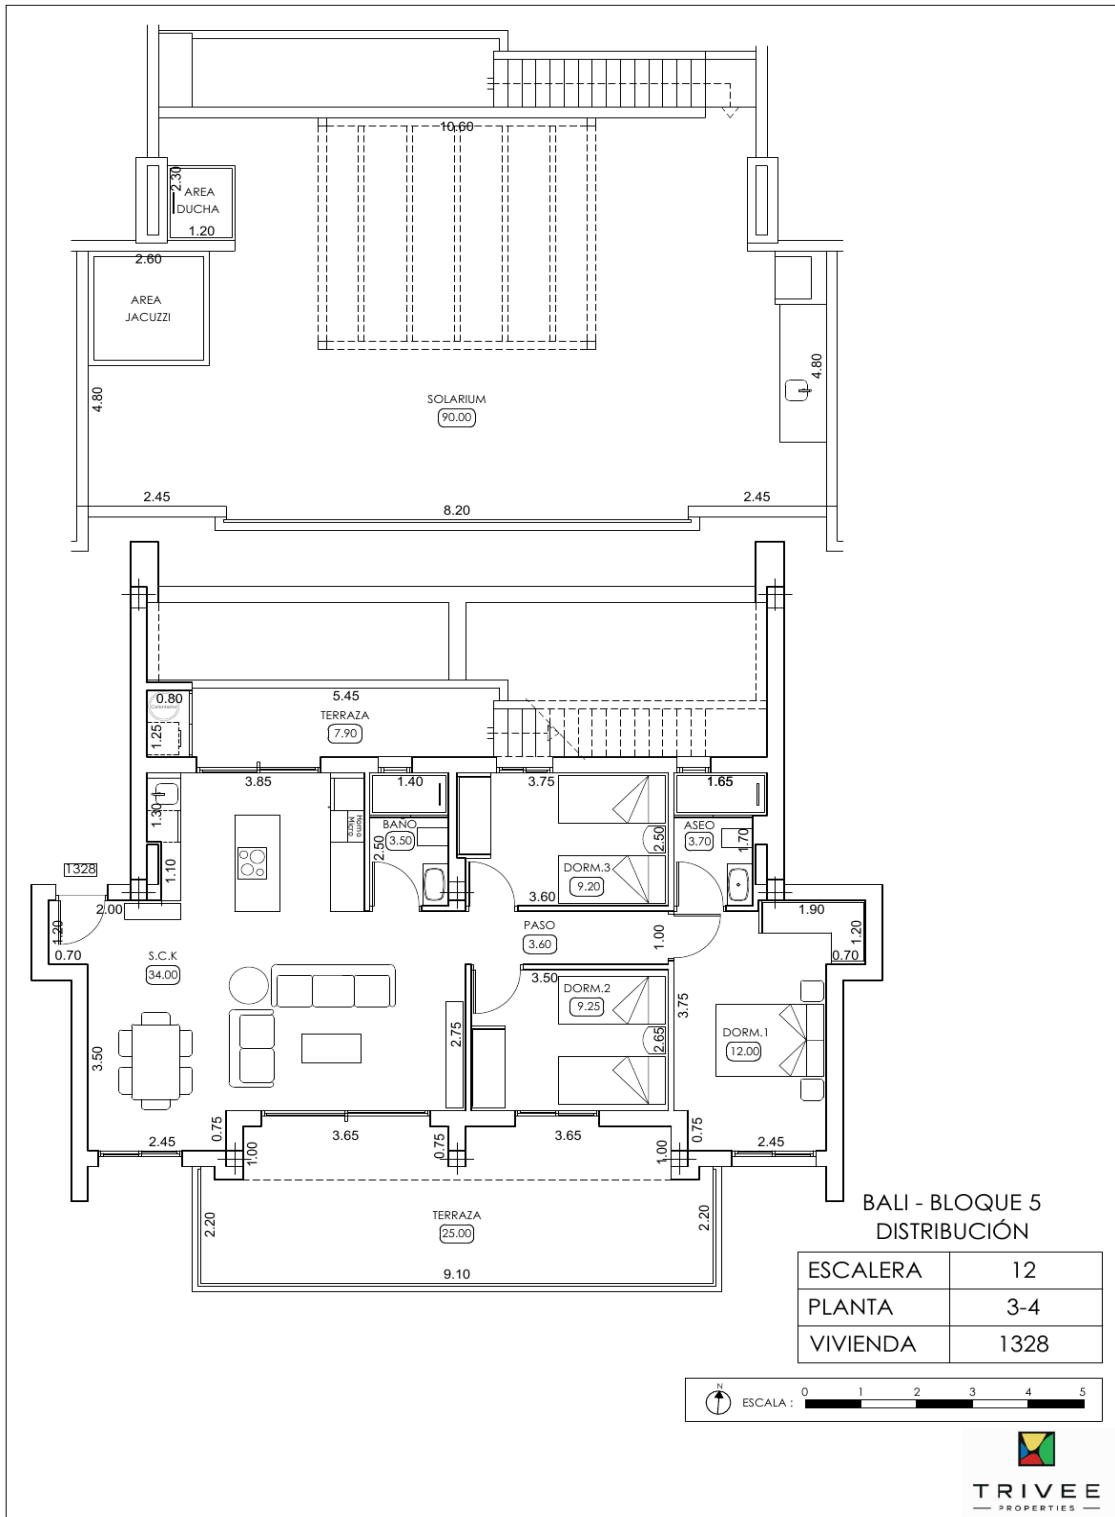 10.60
2.30
AREA
DUCHA
1.20
2.60
AREA
JACUZZI
4.80
4.80
SOLARIUM
90.00
2.45
8.20
2.45
0.80
5.45
TERRAZA
7.90
1.25
3.85
1.40
3.75
1.65
1.30
Horno
Micro
BAÑO
3.50
2.50
2.50
ASEO
3.70
1.70
1.10
1328
DORM.3
9.20
3.60
2.00
1.20
0.70
PASO
3.60
1.00
1.90
1.20
0.70
S.C.K
34.00
3.50
DORM.2
9.25
3.75
2.75
2.65
DORM.1
12.00
3.50
2.45
0.75
1.00
3.65
0.75
3.65
1.00
0.75
2.45
2.20
TERRAZA
25.00
2.20
9.10
BALI - BLOQUE 5
DISTRIBUCIÓN
ESCALERA 12
PLANTA 3-4
VIVIENDA 1328
N
ESCALA : 0 1 2 3 4 5
TRIVEE
PROPERTIES